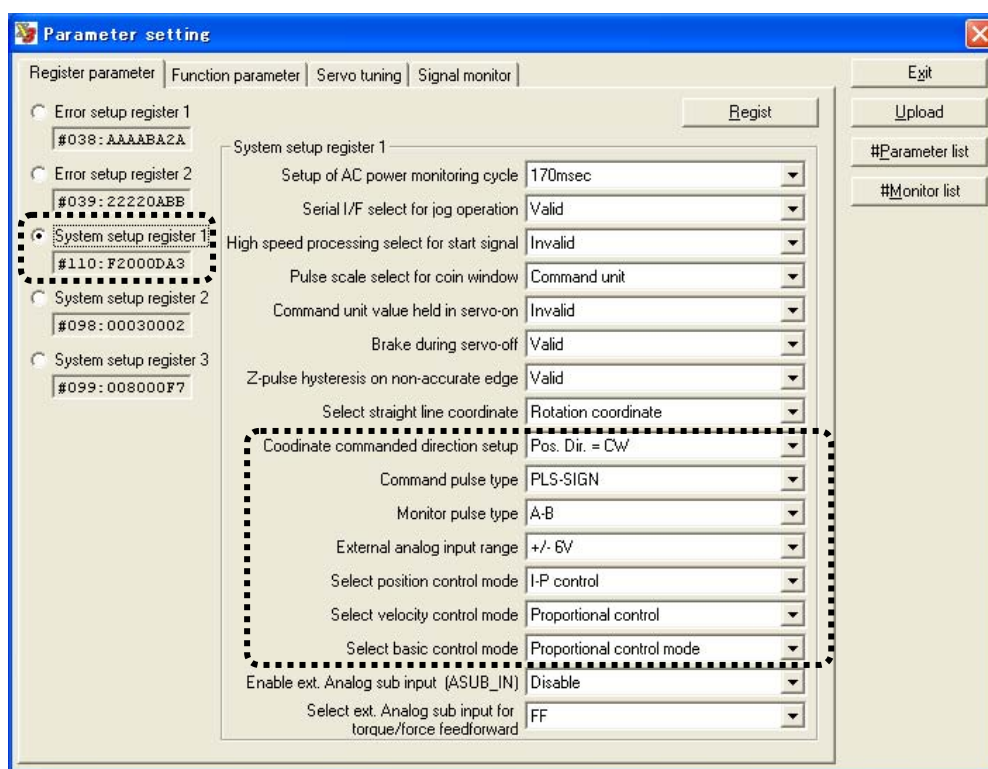 Parameter setting
Register parameter Function parameter Servo tuning Signal monitor
Exit
Upload
#Parameter list
#Monitor list
Error setup register 1
#038:AAAABA2A
Error setup register 2
#039:22220ABB
System setup register 1
#110:F2000DA3
System setup register 2
#098:00030002
System setup register 3
#099:008000F7
Regist
System setup register 1
Setup of AC power monitoring cycle 170msec
Serial I/F select for jog operation Valid
High speed processing select for start signal Invalid
Pulse scale select for coin window Command unit
Command unit value held in servo-on Invalid
Brake during servo-off Valid
Z-pulse hysteresis on non-accurate edge Valid
Select straight line coordinate Rotation coordinate
Coodinate commanded direction setup Pos. Dir. = CW
Command pulse type PLS-SIGN
Monitor pulse type A-B
External analog input range +/- 6V
Select position control mode I-P control
Select velocity control mode Proportional control
Select basic control mode Proportional control mode
Enable ext. Analog sub input (ASUB_IN) Disable
Select ext. Analog sub input for FF
torque/force feedforward